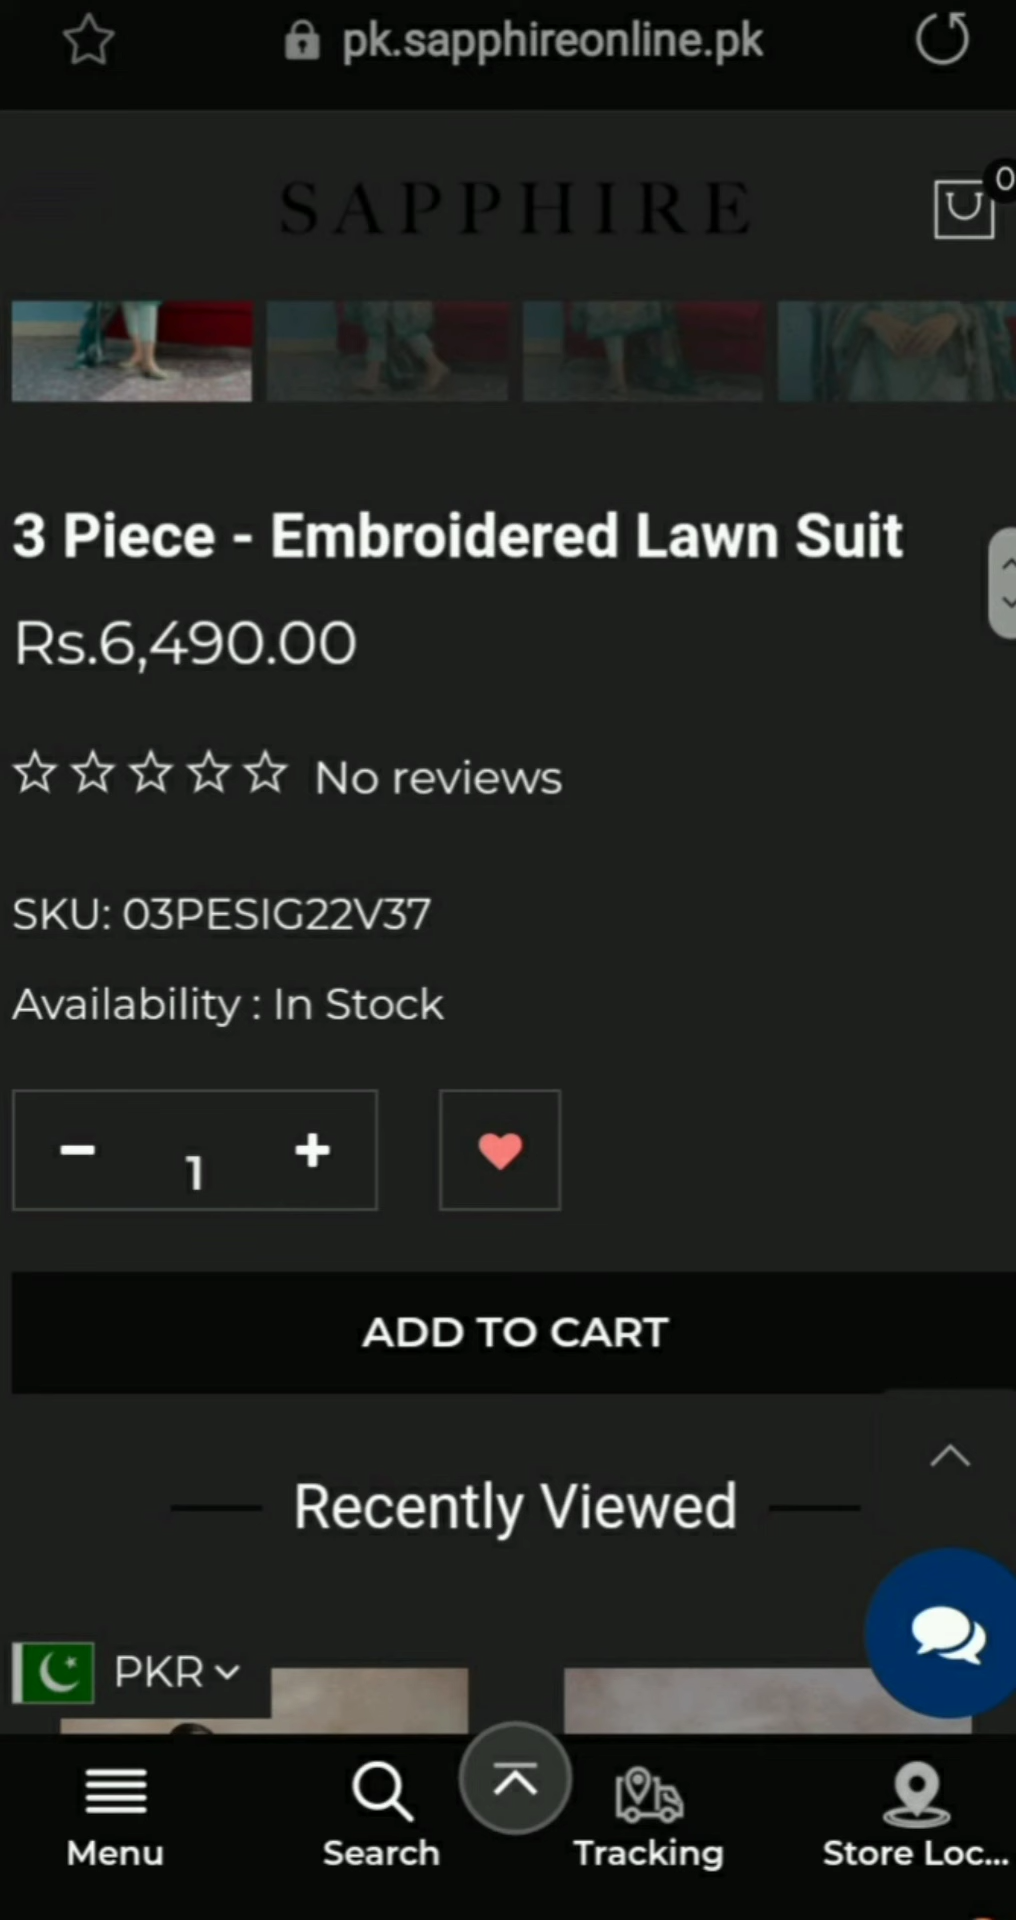 pk.sapphireonline.pk
SAPPHIRE
0
3 Piece - Embroidered Lawn Suit
Rs.6,490.00
No reviews
SKU: 03PESIG22V37
Availability : In Stock
1
ADD TO CART
Recently Viewed
PKR
Menu Search Tracking Store Loc...